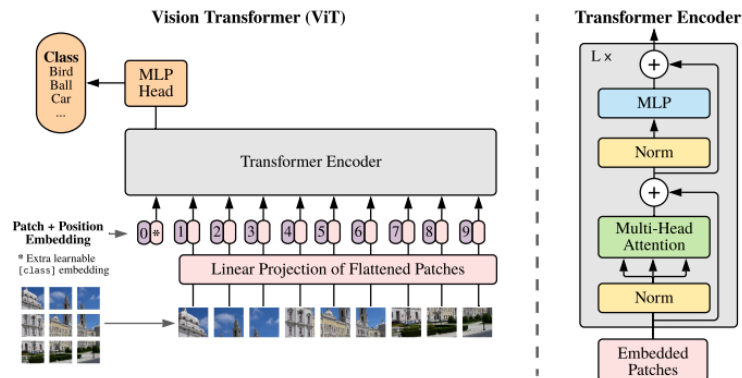 Vision Transformer (ViT)
Class
Bird
Ball
Car
...
MLP
Head
Transformer Encoder
Patch + Position
Embedding
0 * 1 2 3 4 5 6 7 8 9
* Extra learnable
[class] embedding
Linear Projection of Flattened Patches
Transformer Encoder
L ×
+
MLP
Norm
+
Multi-Head
Attention
Norm
Embedded
Patches